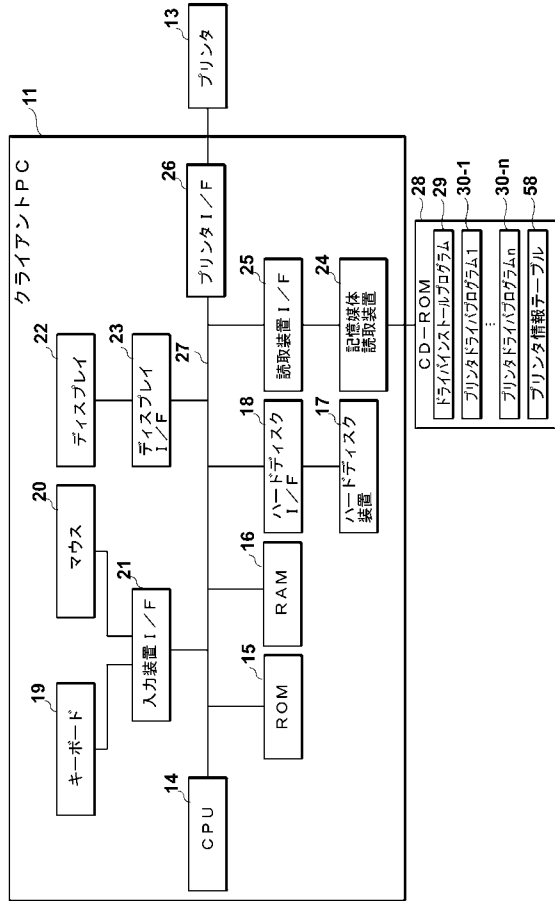 クライアントPC
11
19
キーボード
20
マウス
22
ディスプレイ
21
入力装置I／F
23
ディスプレイ
I／F
14
CPU
27
26
プリンタI／F
13
プリンタ
15
ROM
16
RAM
18
ハードディスク
I／F
25
読取装置I／F
17
ハードディスク
装置
24
記憶媒体
読取装置
28
CD－ROM
ドライバインストールプログラム
29
プリンタドライバプログラム1
30-1
⋮
プリンタドライバプログラムn
30-n
プリンタ情報テーブル
58